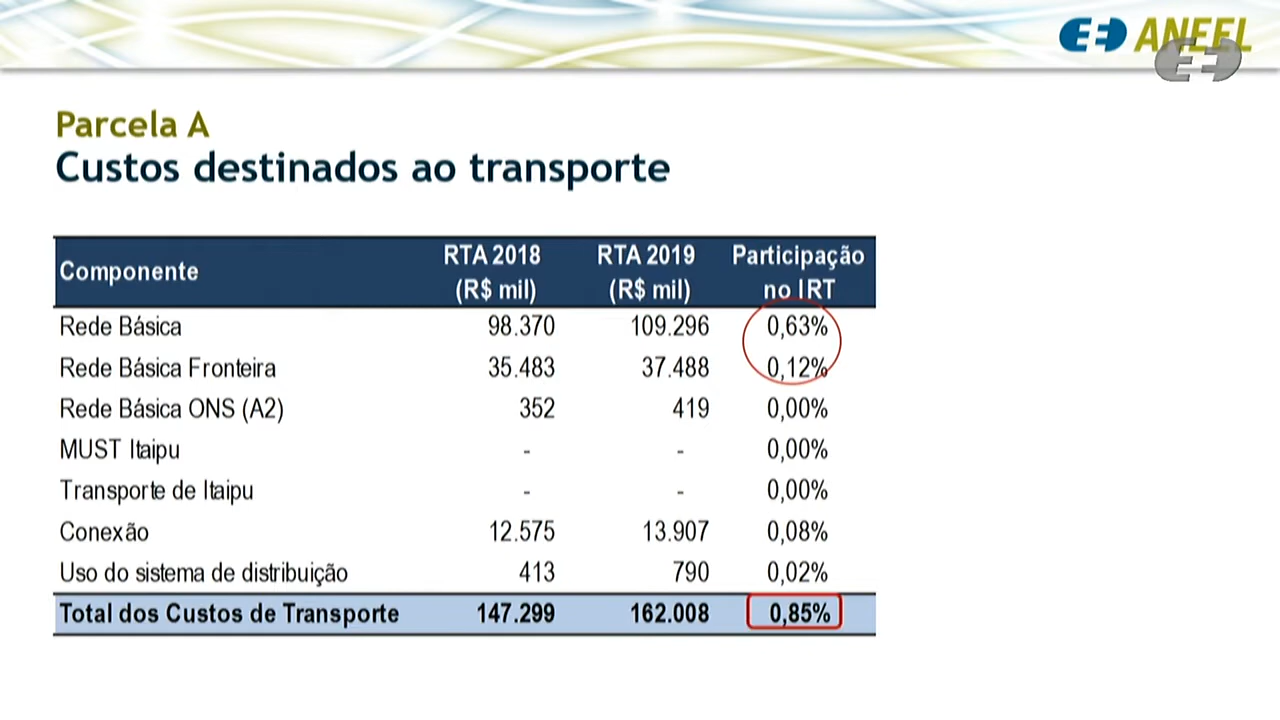 ANEEL
Parcela A
Custos destinados ao transporte
Componente RTA 2018 (R$ mil) RTA 2019 (R$ mil) Participação no IRT
Rede Básica 98.370 109.296 0,63%
Rede Básica Fronteira 35.483 37.488 0,12%
Rede Básica ONS (A2) 352 419 0,00%
MUST Itaipu - - 0,00%
Transporte de Itaipu - - 0,00%
Conexão 12.575 13.907 0,08%
Uso do sistema de distribuição 413 790 0,02%
Total dos Custos de Transporte 147.299 162.008 0,85%